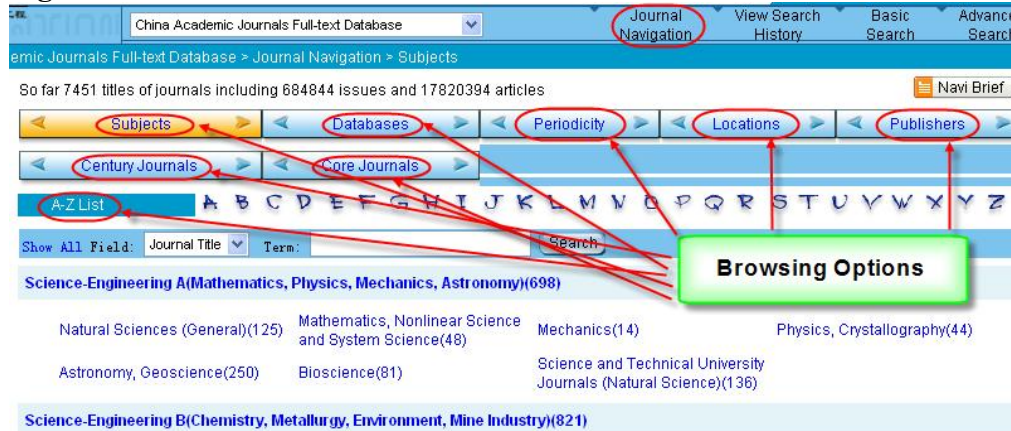 工程
China Academic Journals Full-text Database
Journal Navigation
View Search History
Basic Search
Advance
Search
emic Journals Full-text Database > Journal Navigation > Subjects
So far 7451 titles of journals including 684844 issues and 17820394 articles
Navi Brief
Subjects Databases Periodicity Locations Publishers
Century Journals Core Journals
A-Z List A B C D E F G H I J K L M N O P Q R S T U V W X Y Z
Show All Field: Journal Title Term: Search
Browsing Options
Science-Engineering A(Mathematics, Physics, Mechanics, Astronomy)(698)
Natural Sciences (General)(125)
Mathematics, Nonlinear Science
and System Science(48)
Mechanics(14)
Physics, Crystallography(44)
Astronomy, Geoscience(250)
Bioscience(81)
Science and Technical University
Journals (Natural Science)(136)
Science-Engineering B(Chemistry, Metallurgy, Environment, Mine Industry)(821)